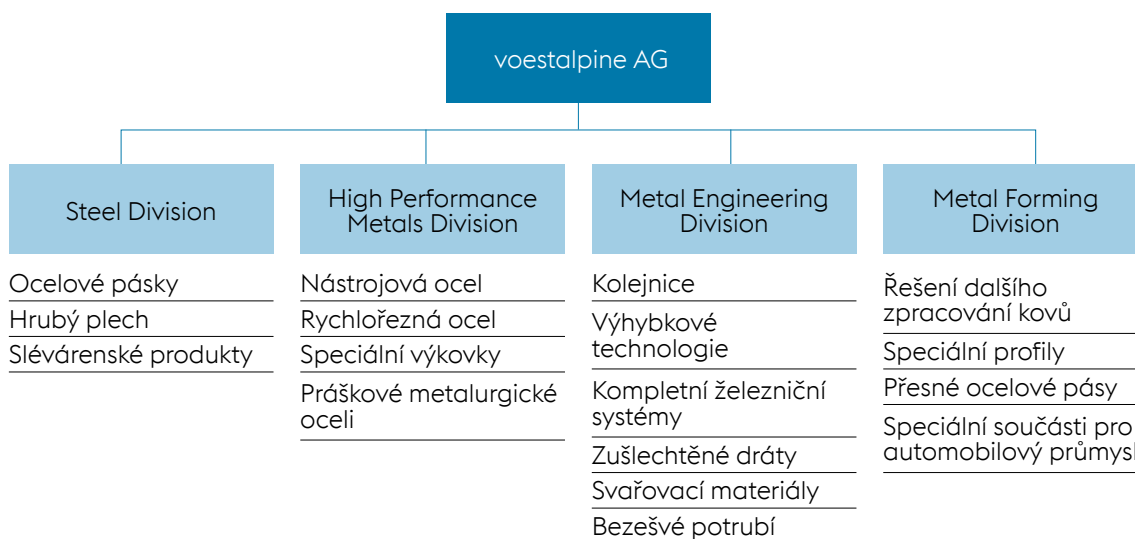 voestalpine AG
Steel Division
Ocelové pásky
Hrubý plech
Slévárenské produkty
High Performance
Metals Division
Nástrojová ocel
Rychlořezná ocel
Speciální výkovky
Práškové metalurgické
oceli
Metal Engineering
Division
Kolejnice
Výhybkové
technologie
Kompletní železniční
systémy
Zušlechtěné dráty
Svařovací materiály
Bezešvé potrubí
Metal Forming
Division
Řešení dalšího
zpracování kovů
Speciální profily
Přesné ocelové pásy
Speciální součásti pro
automobilový průmysl